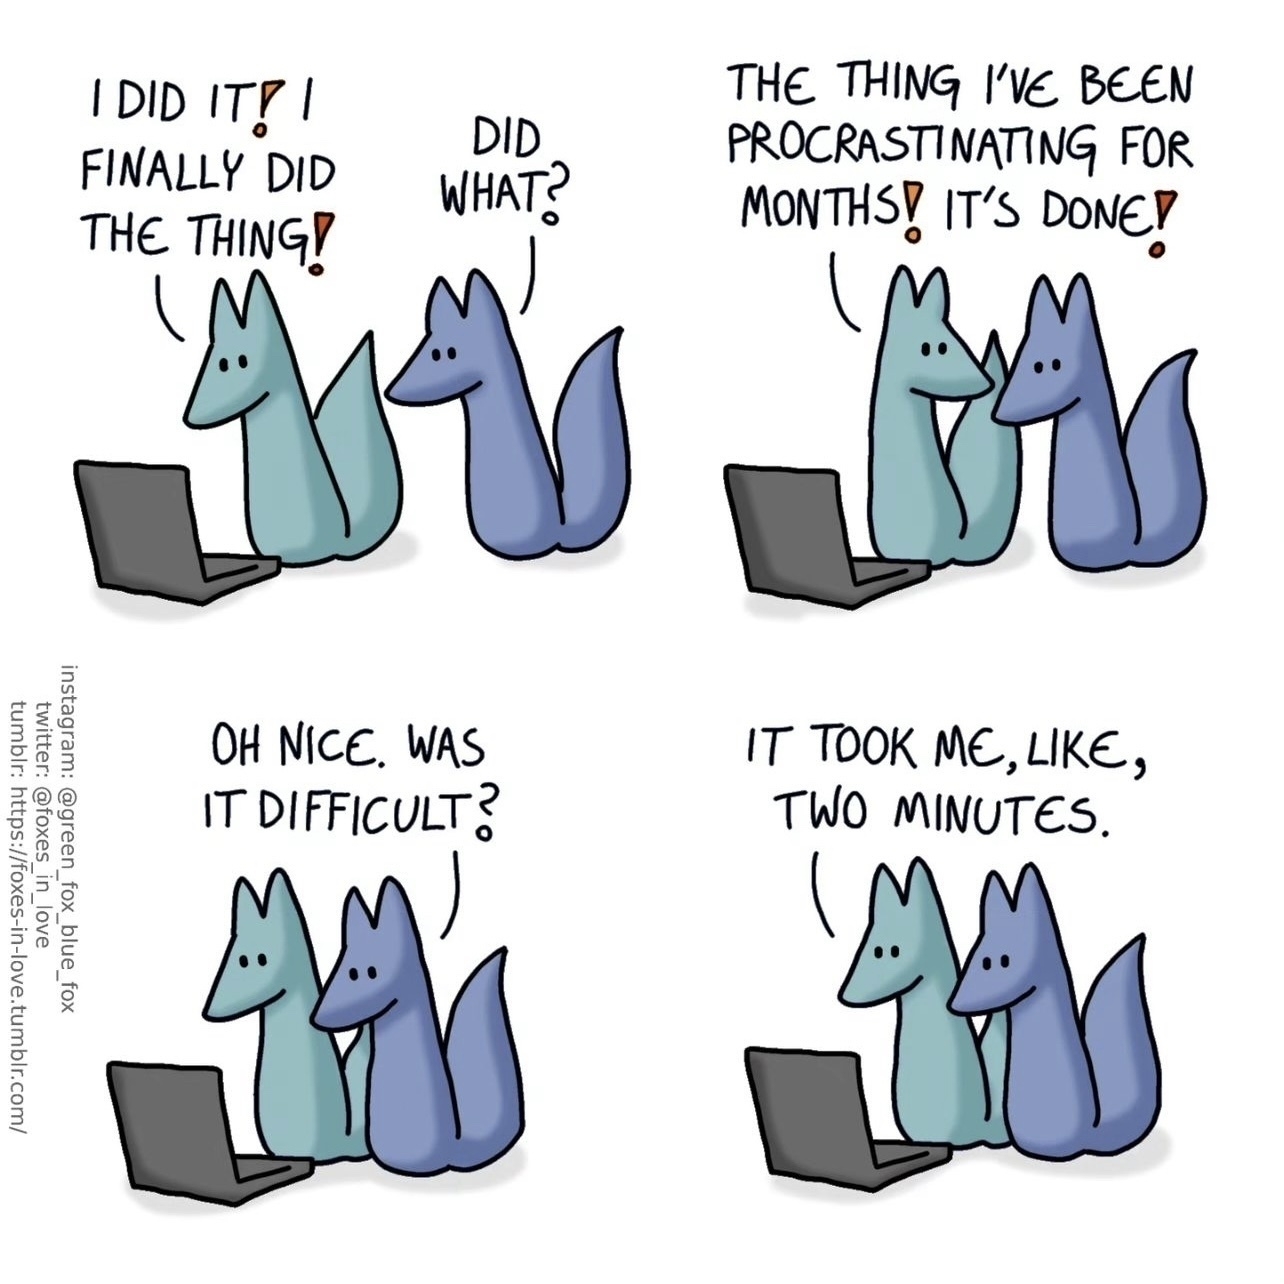 I DID IT! I
FINALLY DID
THE THING!
DID
WHAT?
THE THING I'VE BEEN
PROCRASTINATING FOR
MONTHS! IT'S DONE!
OH NICE. WAS
IT DIFFICULT?
IT TOOK ME, LIKE,
TWO MINUTES.
instagram: @green_fox_blue_fox
twitter: @foxes_in_love
tumblr: https://foxes-in-love.tumblr.com/